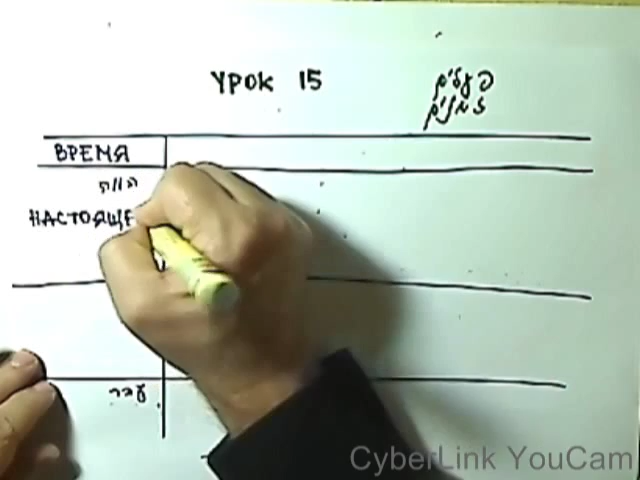 Урок 15
פעלים
זמנים
ВРЕМЯ
הווה
НАСТОЯЩЕ
עבר
CyberLink YouCam